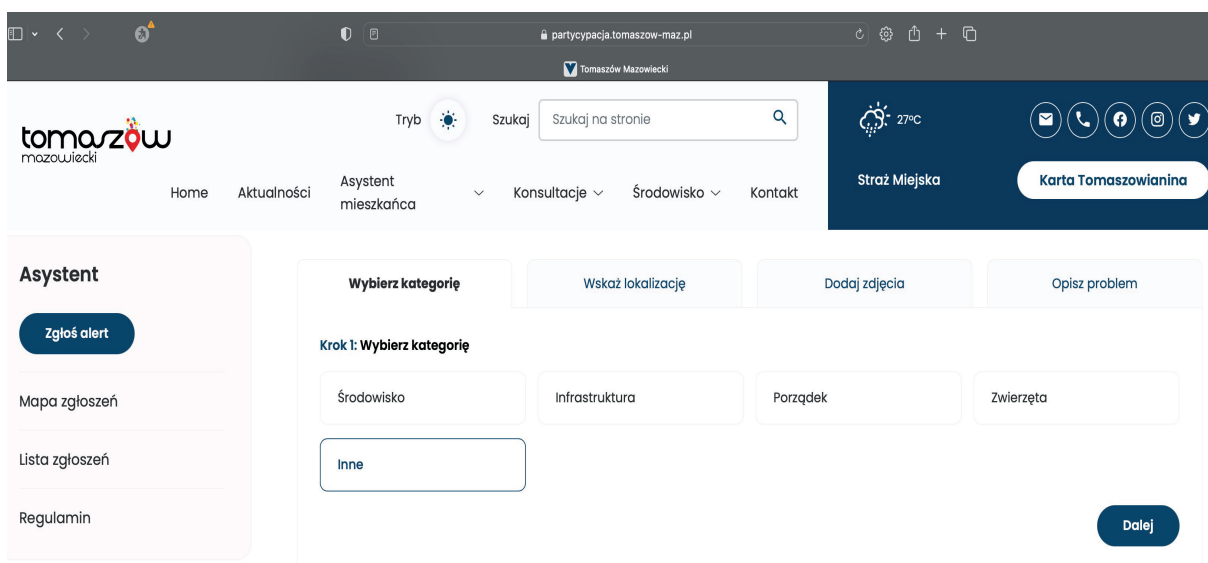 partycypacja.tomaszow-maz.pl
Tomaszów Mazowiecki
tomaszów
mazowiecki
Tryb
Szukaj
Szukaj na stronie
27°C
Home
Aktualności
Asystent
mieszkańca
Konsultacje
Środowisko
Kontakt
Straż Miejska
Karta Tomaszowianina
Asystent
Zgłoś alert
Mapa zgłoszeń
Lista zgłoszeń
Regulamin
Wybierz kategorię
Wskaż lokalizację
Dodaj zdjęcia
Opisz problem
Krok 1: Wybierz kategorię
Środowisko
Infrastruktura
Porządek
Zwierzęta
Inne
Dalej